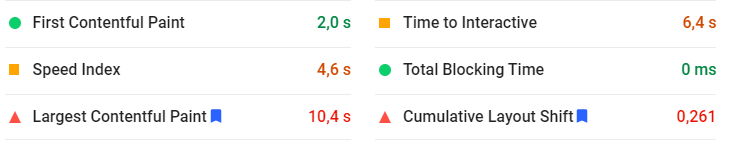 First Contentful Paint 2,0 s
Time to Interactive 6,4 s
Speed Index 4,6 s
Total Blocking Time 0 ms
Largest Contentful Paint 10,4 s
Cumulative Layout Shift 0,261